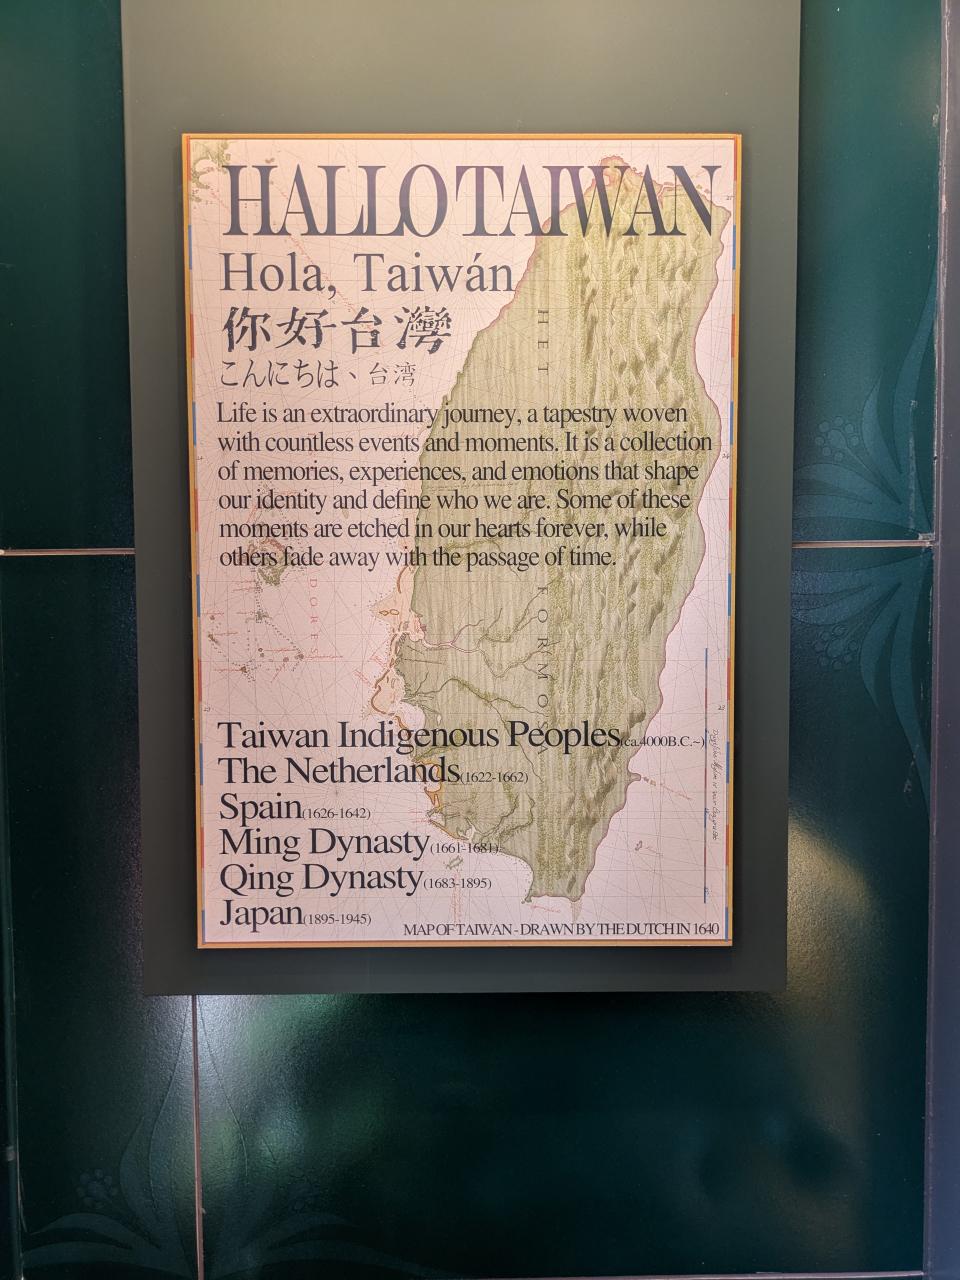 HALLO TAIWAN
Hola, Taiwán
你好台灣
こんにちは、台湾
Life is an extraordinary journey, a tapestry woven
with countless events and moments. It is a collection
of memories, experiences, and emotions that shape
our identity and define who we are. Some of these
moments are etched in our hearts forever, while
others fade away with the passage of time.
HET
FORMOS
DORES
Taiwan Indigenous Peoples(ca.4000B.C.~)
The Netherlands(1622-1662)
Spain(1626-1642)
Ming Dynasty(1661-1681)
Qing Dynasty(1683-1895)
Japan(1895-1945)
MAP OF TAIWAN - DRAWN BY THE DUTCH IN 1640